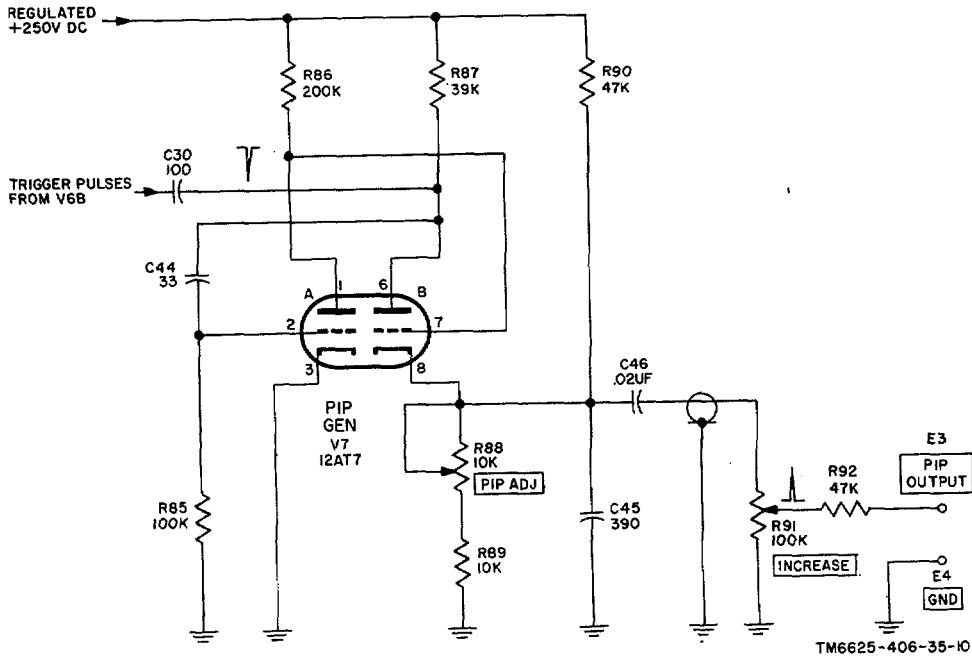 REGULATED
+250V DC
R86
200K
R87
39K
R90
47K
C30
100
TRIGGER PULSES
FROM V6B
C44
33
A
1
6
B
2
7
3
8
PIP
GEN
V7
12AT7
C46
.02UF
R88
10K
PIP ADJ
R85
100K
R89
10K
C45
390
R91
100K
INCREASE
R92
47K
E3
PIP
OUTPUT
E4
GND
TM6625-406-35-10